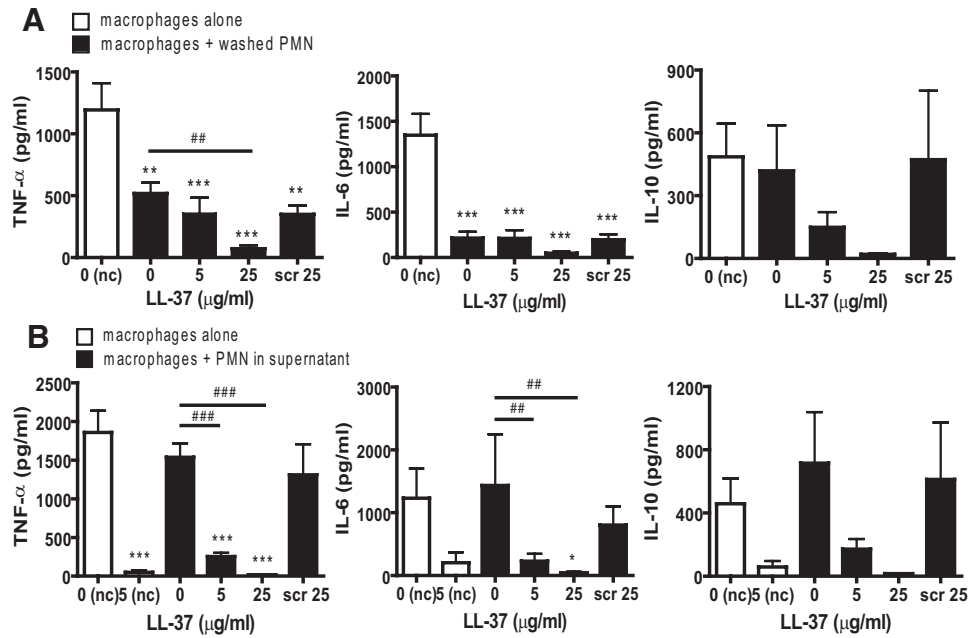 A
macrophages alone
macrophages + washed PMN
TNF-α (pg/ml)
1500
1000
500
0
##
** *** *** **
0 (nc) 0 5 25 scr 25
LL-37 (μg/ml)
IL-6 (pg/ml)
2000
1500
1000
500
0
*** *** *** ***
0 (nc) 0 5 25 scr 25
LL-37 (μg/ml)
IL-10 (pg/ml)
900
600
300
0
0 (nc) 0 5 25 scr 25
LL-37 (μg/ml)
B
macrophages alone
macrophages + PMN in supernatant
TNF-α (pg/ml)
2500
2000
1500
1000
500
0
###
###
*** *** ***
0 (nc) 5 (nc) 0 5 25 scr 25
LL-37 (μg/ml)
IL-6 (pg/ml)
3000
2000
1000
0
##
##
*
0 (nc) 5 (nc) 0 5 25 scr 25
LL-37 (μg/ml)
IL-10 (pg/ml)
1200
800
400
0
0 (nc) 5 (nc) 0 5 25 scr 25
LL-37 (μg/ml)